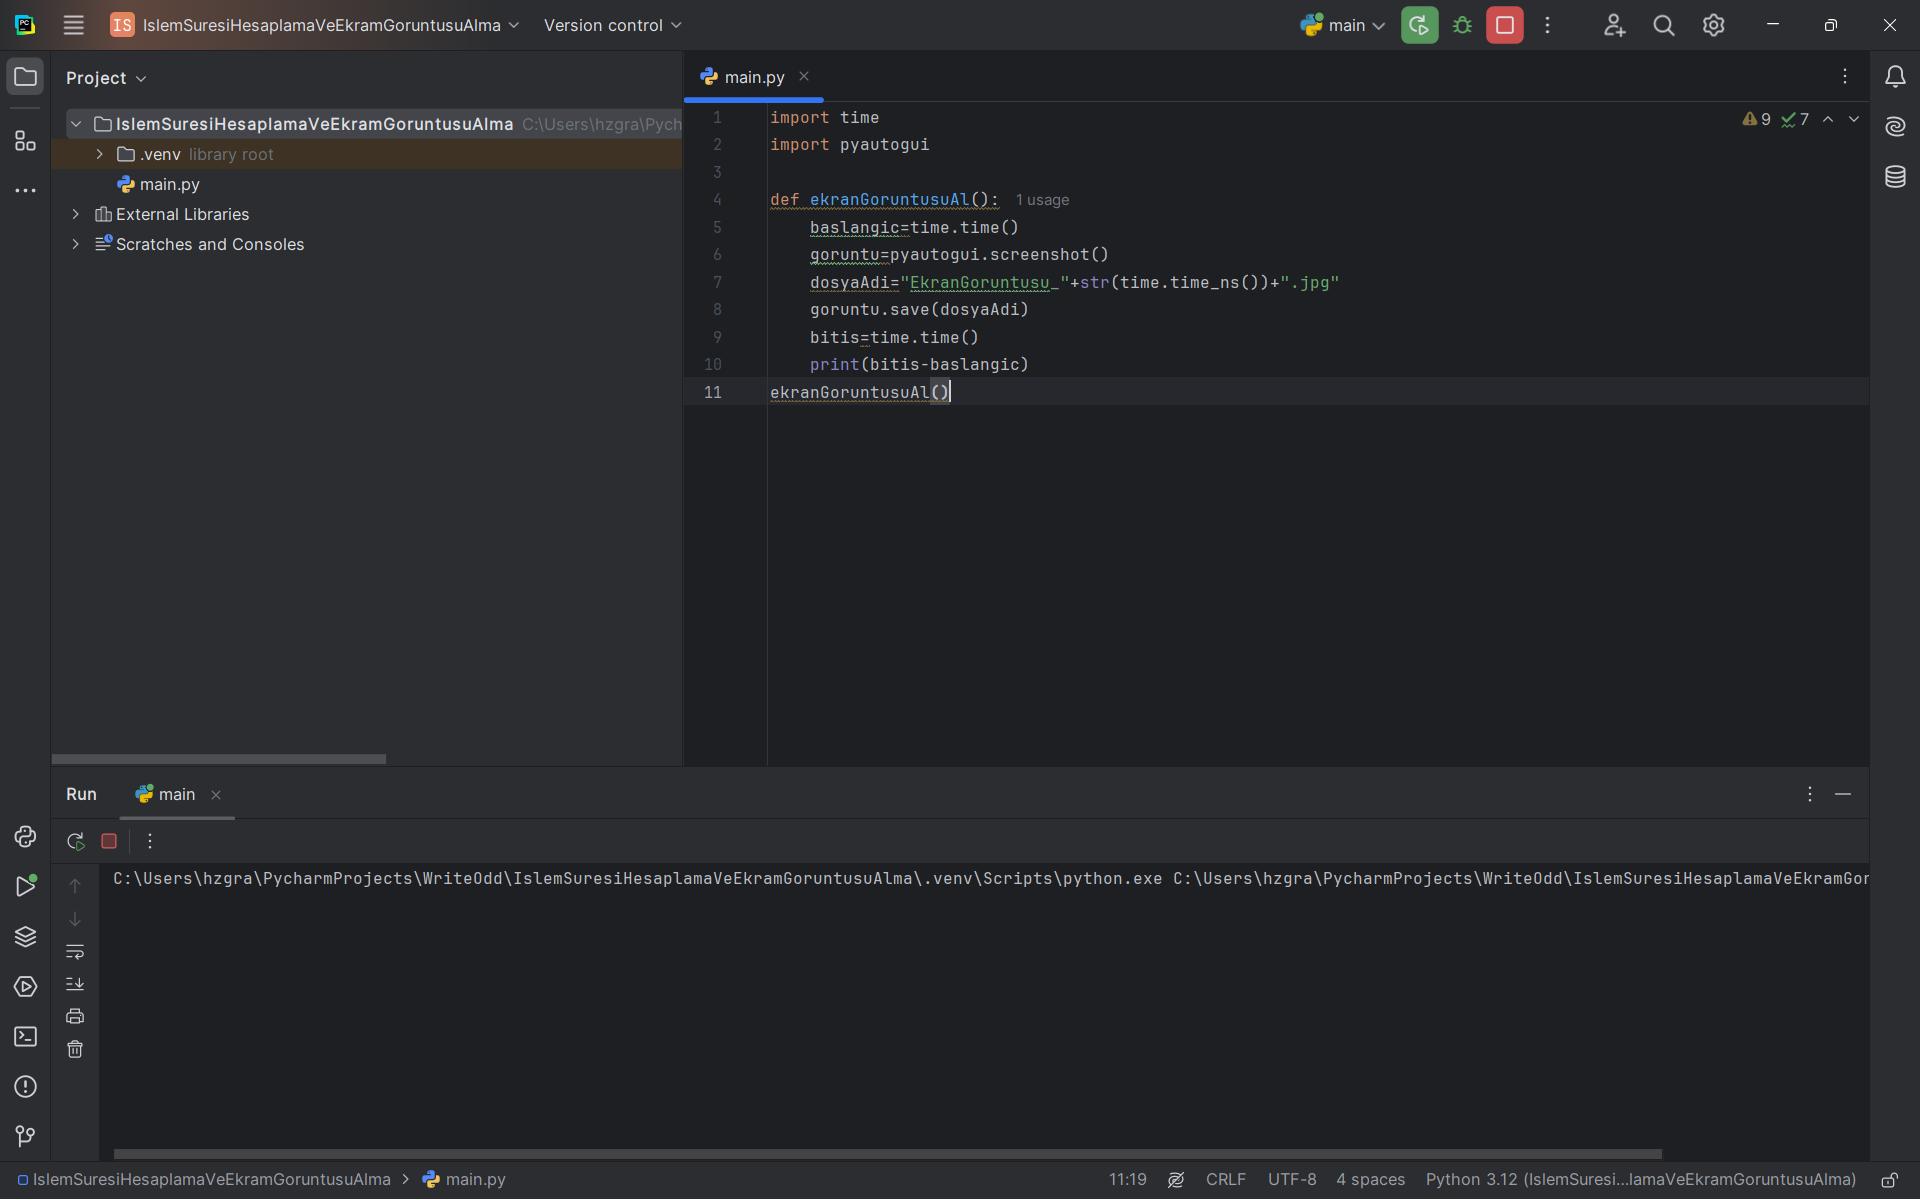 IS IslemSuresiHesaplamaVeEkramGoruntusuAlma Version control main
Project
IslemSuresiHesaplamaVeEkramGoruntusuAlma C:\Users\hzgra\Pych
.venv library root
main.py
External Libraries
Scratches and Consoles
main.py
9 7
1 import time
2 import pyautogui
3
4 def ekranGoruntusuAl(): 1 usage
5 baslangic=time.time()
6 goruntu=pyautogui.screenshot()
7 dosyaAdi="EkranGoruntusu_"+str(time.time_ns())+".jpg"
8 goruntu.save(dosyaAdi)
9 bitis=time.time()
10 print(bitis-baslangic)
11 ekranGoruntusuAl()
Run main
C:\Users\hzgra\PycharmProjects\WriteOdd\IslemSuresiHesaplamaVeEkramGoruntusuAlma\.venv\Scripts\python.exe C:\Users\hzgra\PycharmProjects\WriteOdd\IslemSuresiHesaplamaVeEkramGor
IslemSuresiHesaplamaVeEkramGoruntusuAlma > main.py 11:19 CRLF UTF-8 4 spaces Python 3.12 (IslemSuresi...lamaVeEkramGoruntusuAlma)